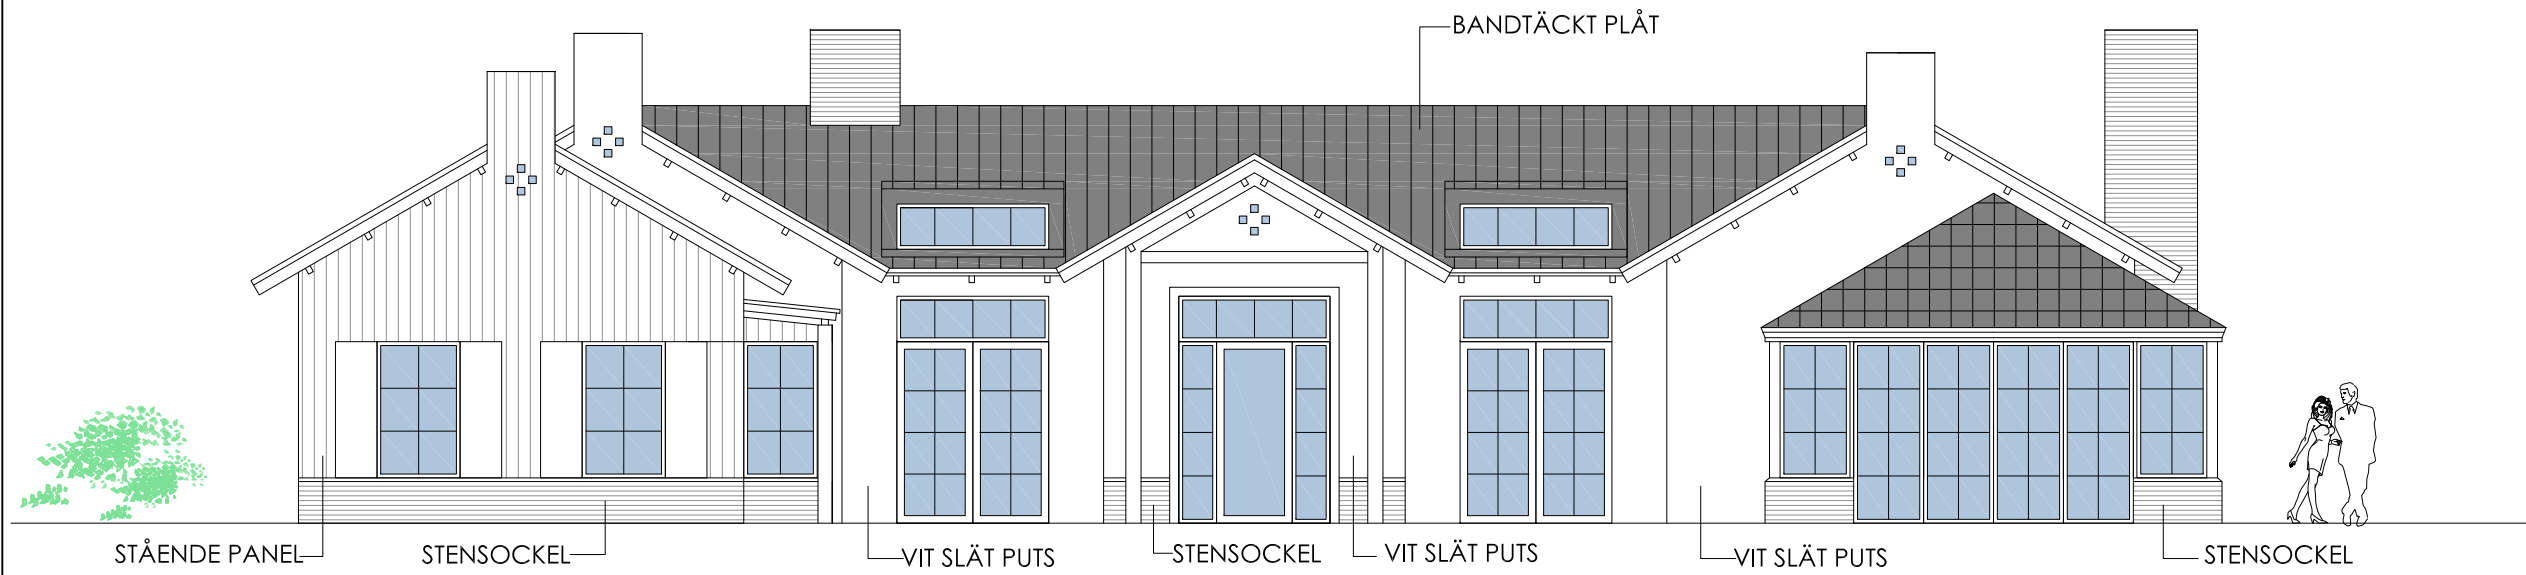 BANDTÄCKT PLÅT
STÅENDE PANEL
STENSOCKEL
VIT SLÄT PUTS
STENSOCKEL
VIT SLÄT PUTS
VIT SLÄT PUTS
STENSOCKEL